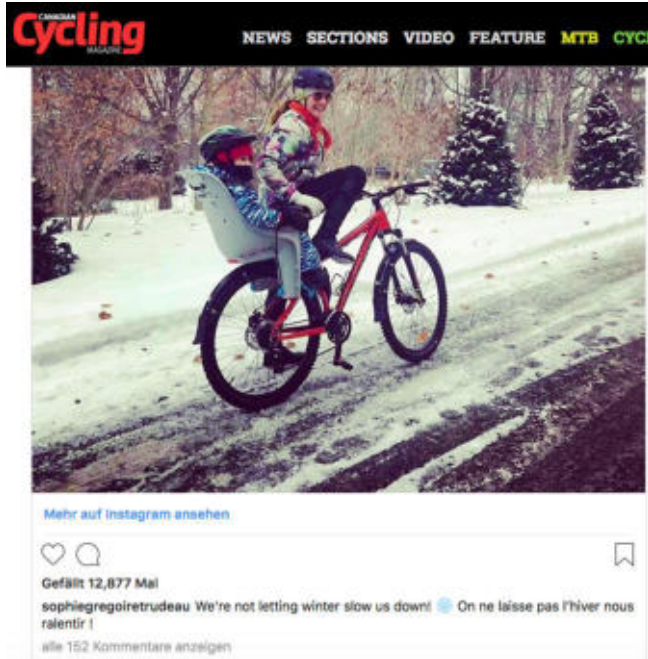 CANADIAN
Cycling
MAGAZINE
NEWS SECTIONS VIDEO FEATURE MTB CYC
Mehr auf Instagram ansehen
Gefällt 12,877 Mal
sophiegregoiretrudeau We're not letting winter slow us down! ❄️ On ne laisse pas l'hiver nous
ralentir !
alle 152 Kommentare anzeigen